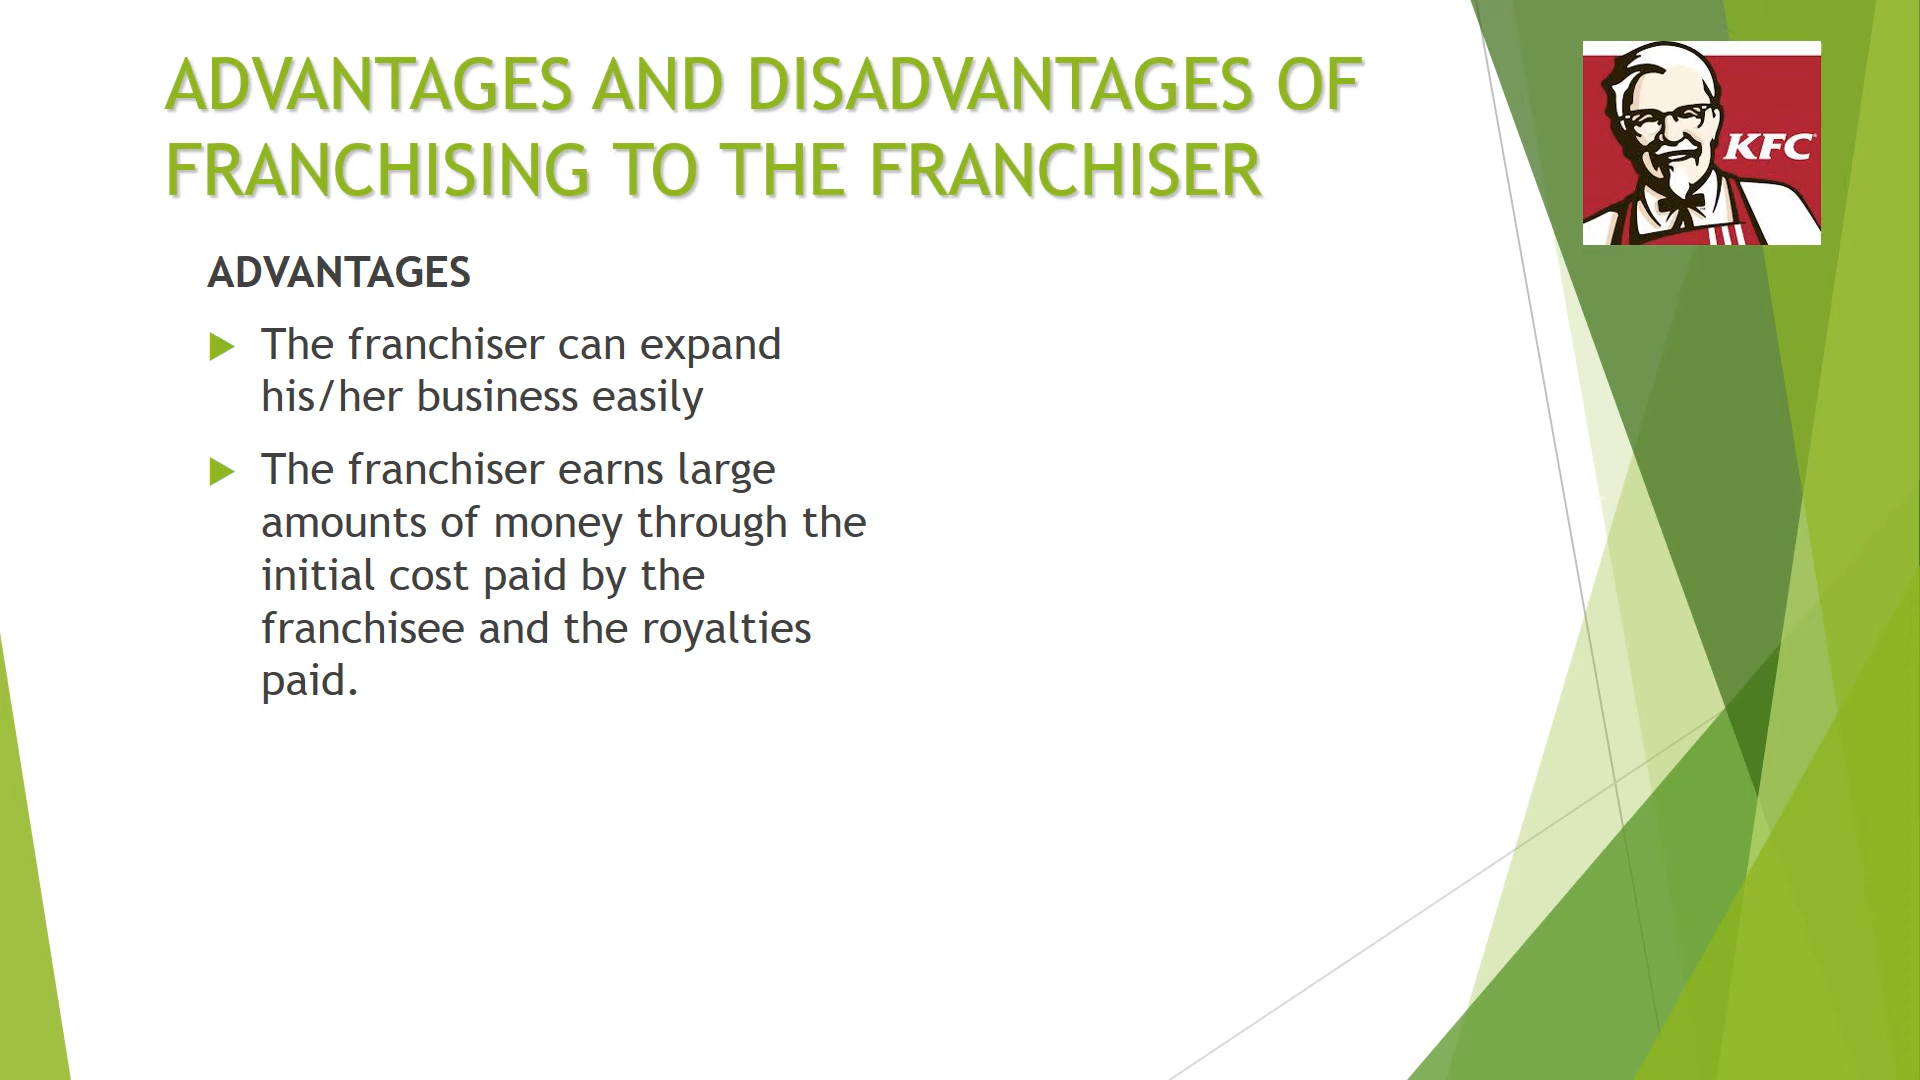 ADVANTAGES AND DISADVANTAGES OF
FRANCHISING TO THE FRANCHISER
KFC
ADVANTAGES
The franchiser can expand
his/her business easily
The franchiser earns large
amounts of money through the
initial cost paid by the
franchisee and the royalties
paid.